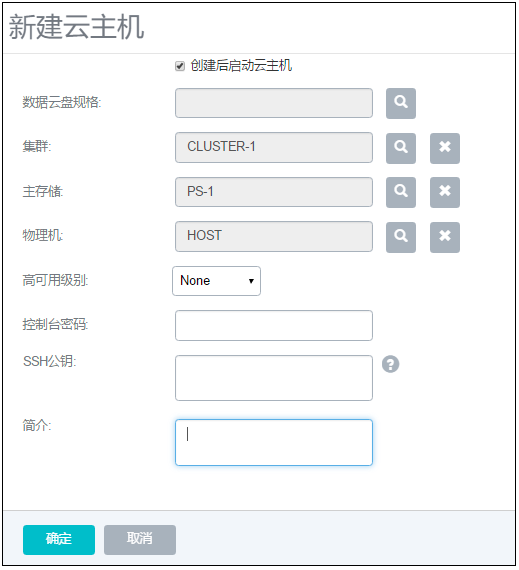 新建云主机
创建后启动云主机
数据云盘规格:
集群: CLUSTER-1
主存储: PS-1
物理机: HOST
高可用级别: None
控制台密码:
SSH公钥: ?
简介:
确定 取消